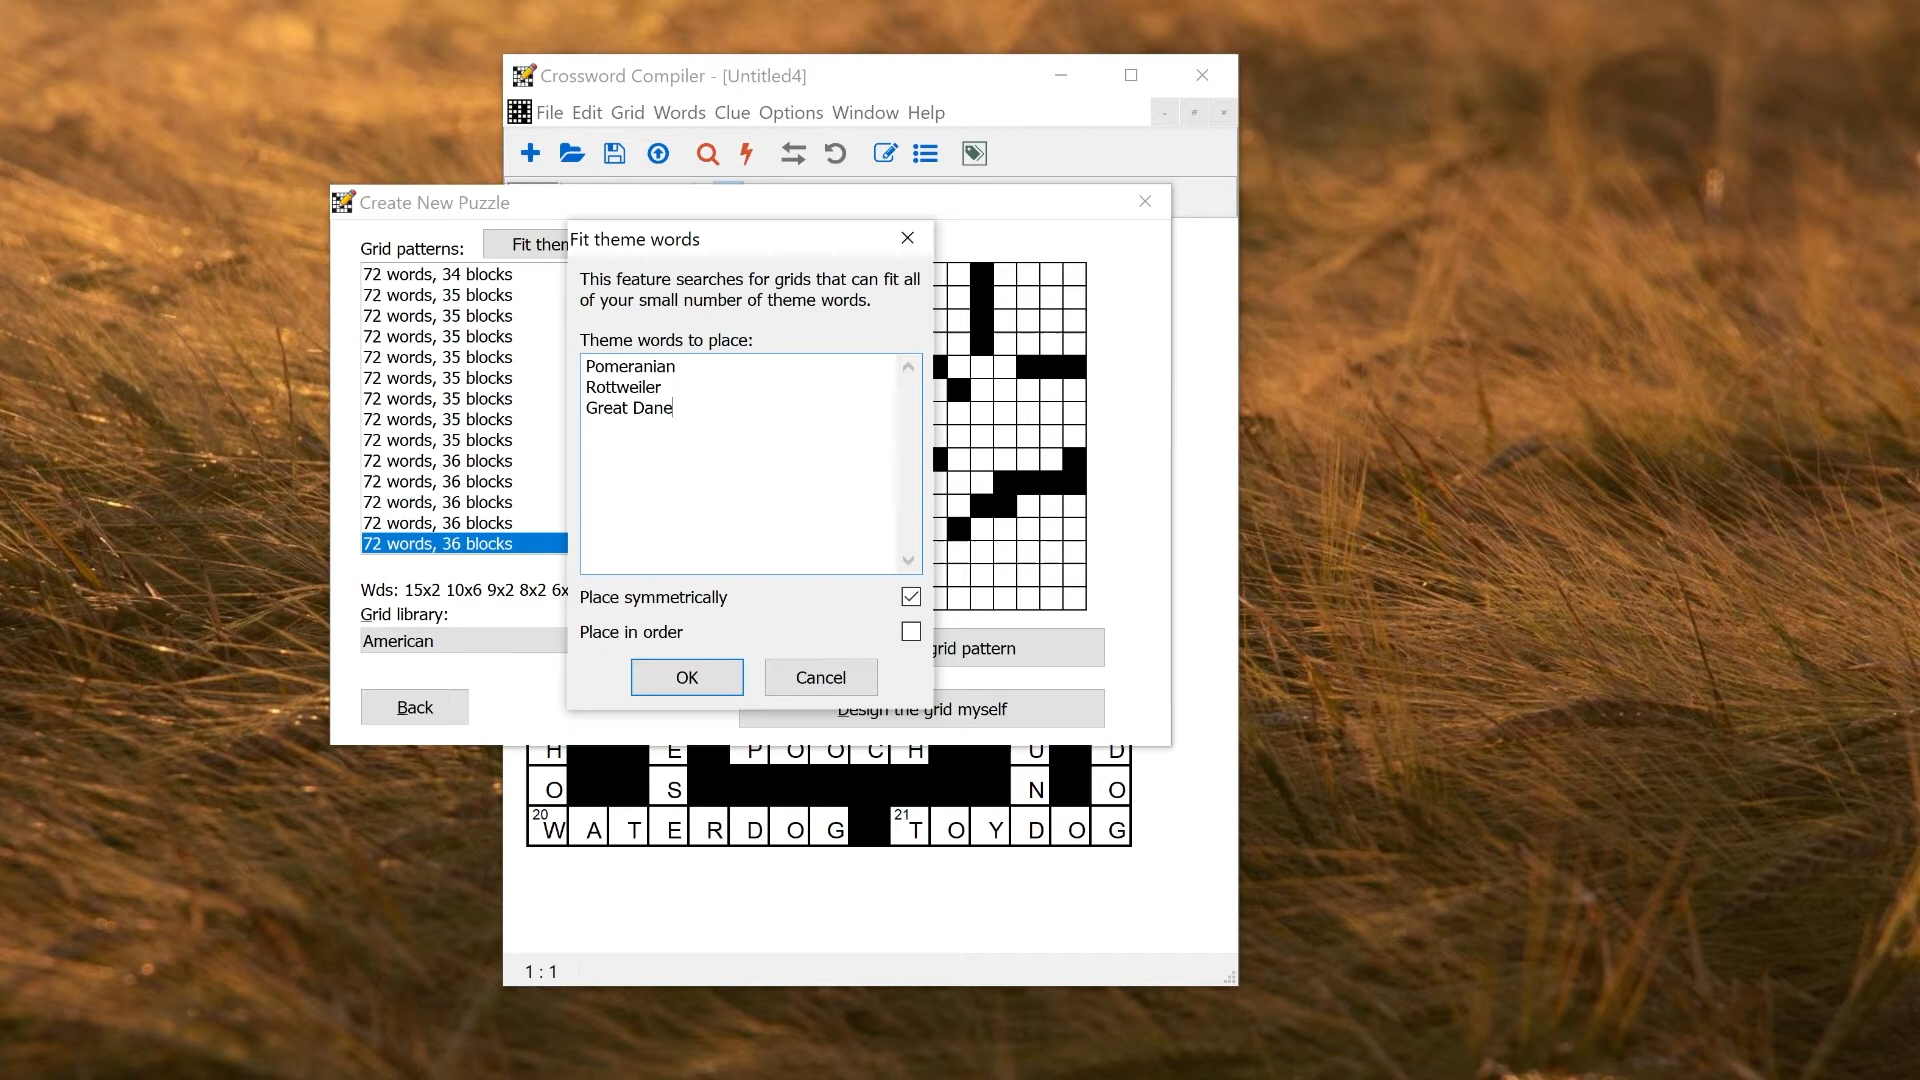 Crossword Compiler - [Untitled4]
File Edit Grid Words Clue Options Window Help
Create New Puzzle
Grid patterns:
Fit then
72 words, 34 blocks
72 words, 35 blocks
72 words, 35 blocks
72 words, 35 blocks
72 words, 35 blocks
72 words, 35 blocks
72 words, 35 blocks
72 words, 35 blocks
72 words, 35 blocks
72 words, 36 blocks
72 words, 36 blocks
72 words, 36 blocks
72 words, 36 blocks
72 words, 36 blocks
Wds: 15x2 10x6 9x2 8x2 6x
Grid library:
American
Back
Fit theme words
This feature searches for grids that can fit all
of your small number of theme words.
Theme words to place:
Pomeranian
Rottweiler
Great Dane
Place symmetrically
Place in order
OK
Cancel
grid pattern
Design the grid myself
H E P O O C H U D
O S N O
20 W A T E R D O G 21 T O Y D O G
1 : 1